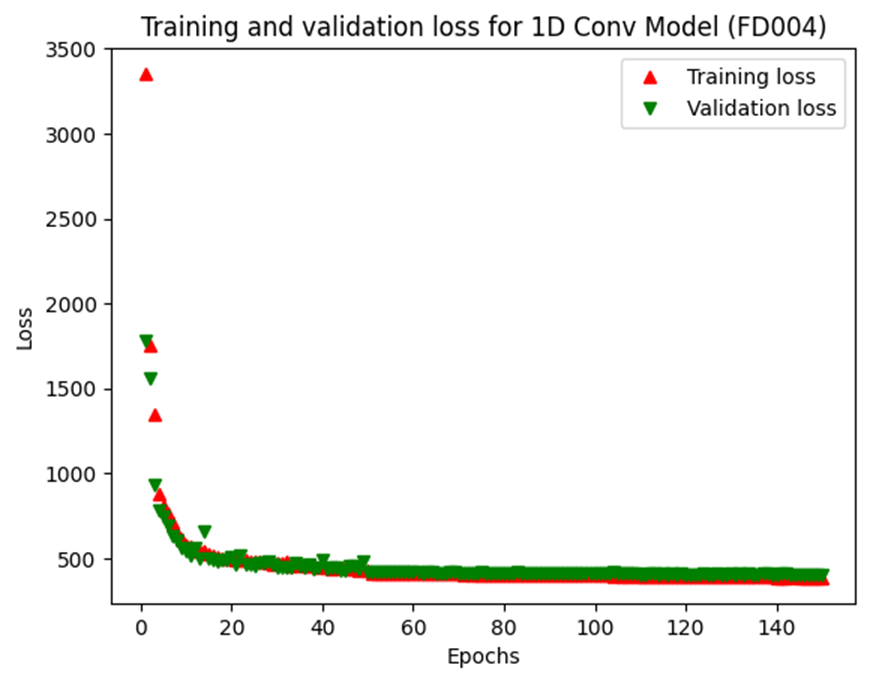 Training and validation loss for 1D Conv Model (FD004)
Training loss
Validation loss
3500
3000
2500
2000
1500
1000
500
Loss
0 20 40 60 80 100 120 140
Epochs